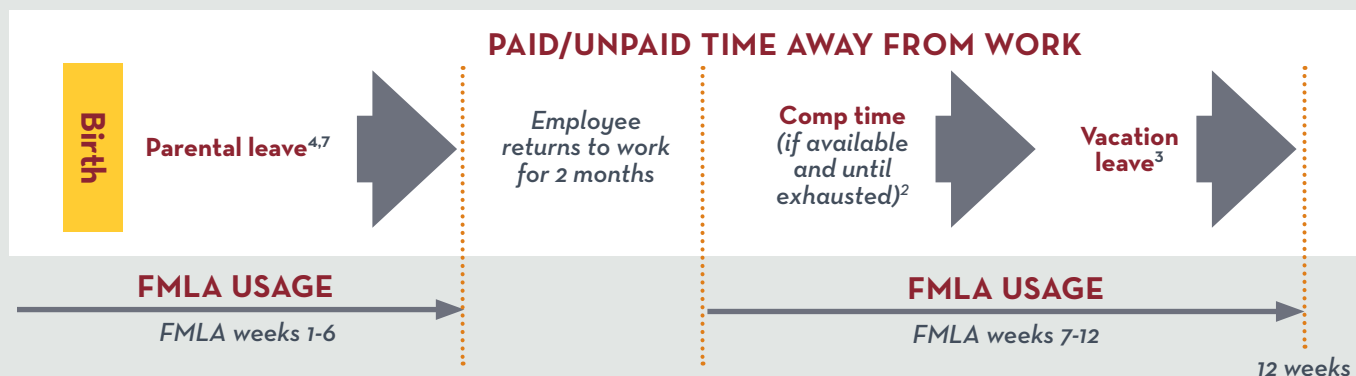 PAID/UNPAID TIME AWAY FROM WORK
Birth
Parental leave⁴,⁷
Employee
returns to work
for 2 months
Comp time
(if available
and until
exhausted)²
Vacation
leave³
FMLA USAGE
FMLA weeks 1-6
FMLA USAGE
FMLA weeks 7-12
12 weeks